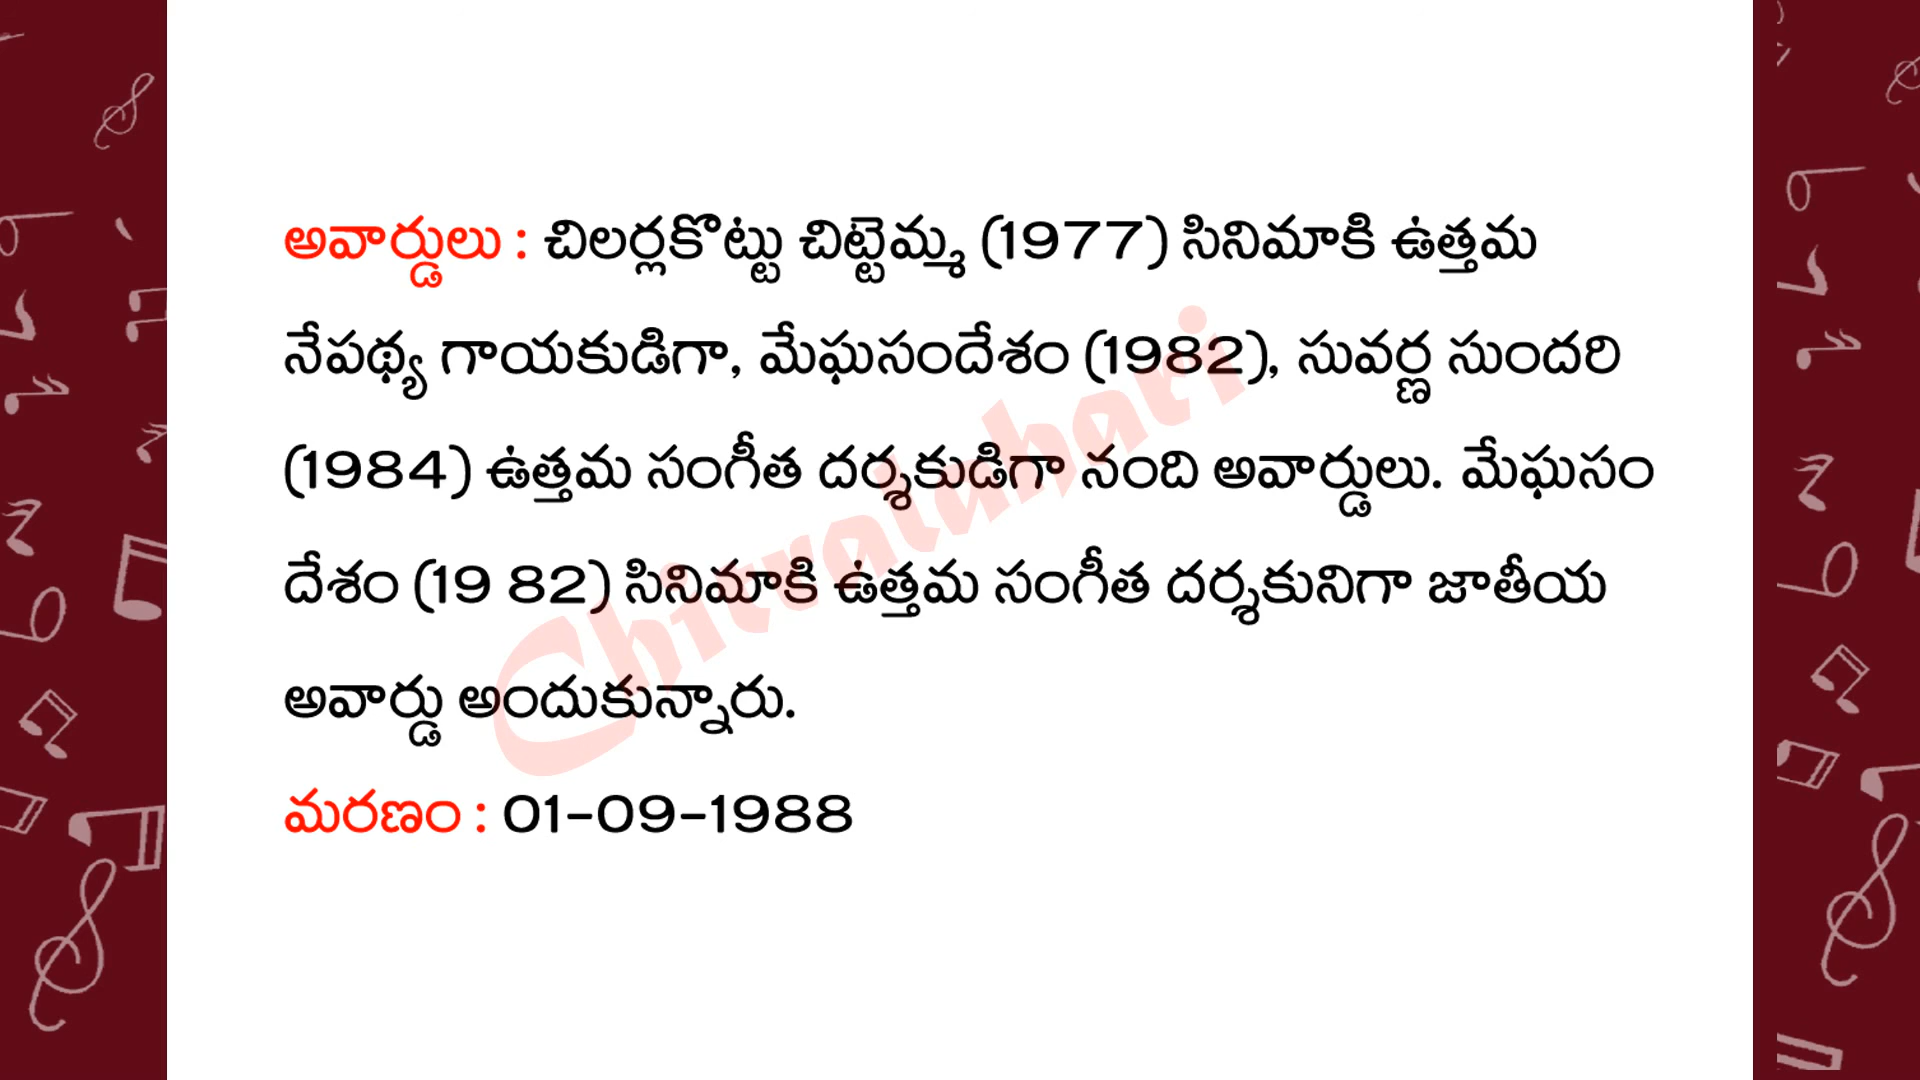 అవార్డులు : చిలర్లకొట్టు చిట్టెమ్మ (1977) సినిమాకి ఉత్తమ
నేపథ్య గాయకుడిగా, మేఘసందేశం (1982), సువర్ణ సుందరి
(1984) ఉత్తమ సంగీత దర్శకుడిగా నంది అవార్డులు. మేఘసం
దేశం (19 82) సినిమాకి ఉత్తమ సంగీత దర్శకునిగా జాతీయ
అవార్డు అందుకున్నారు.
మరణం : 01-09-1988
Chitralahari